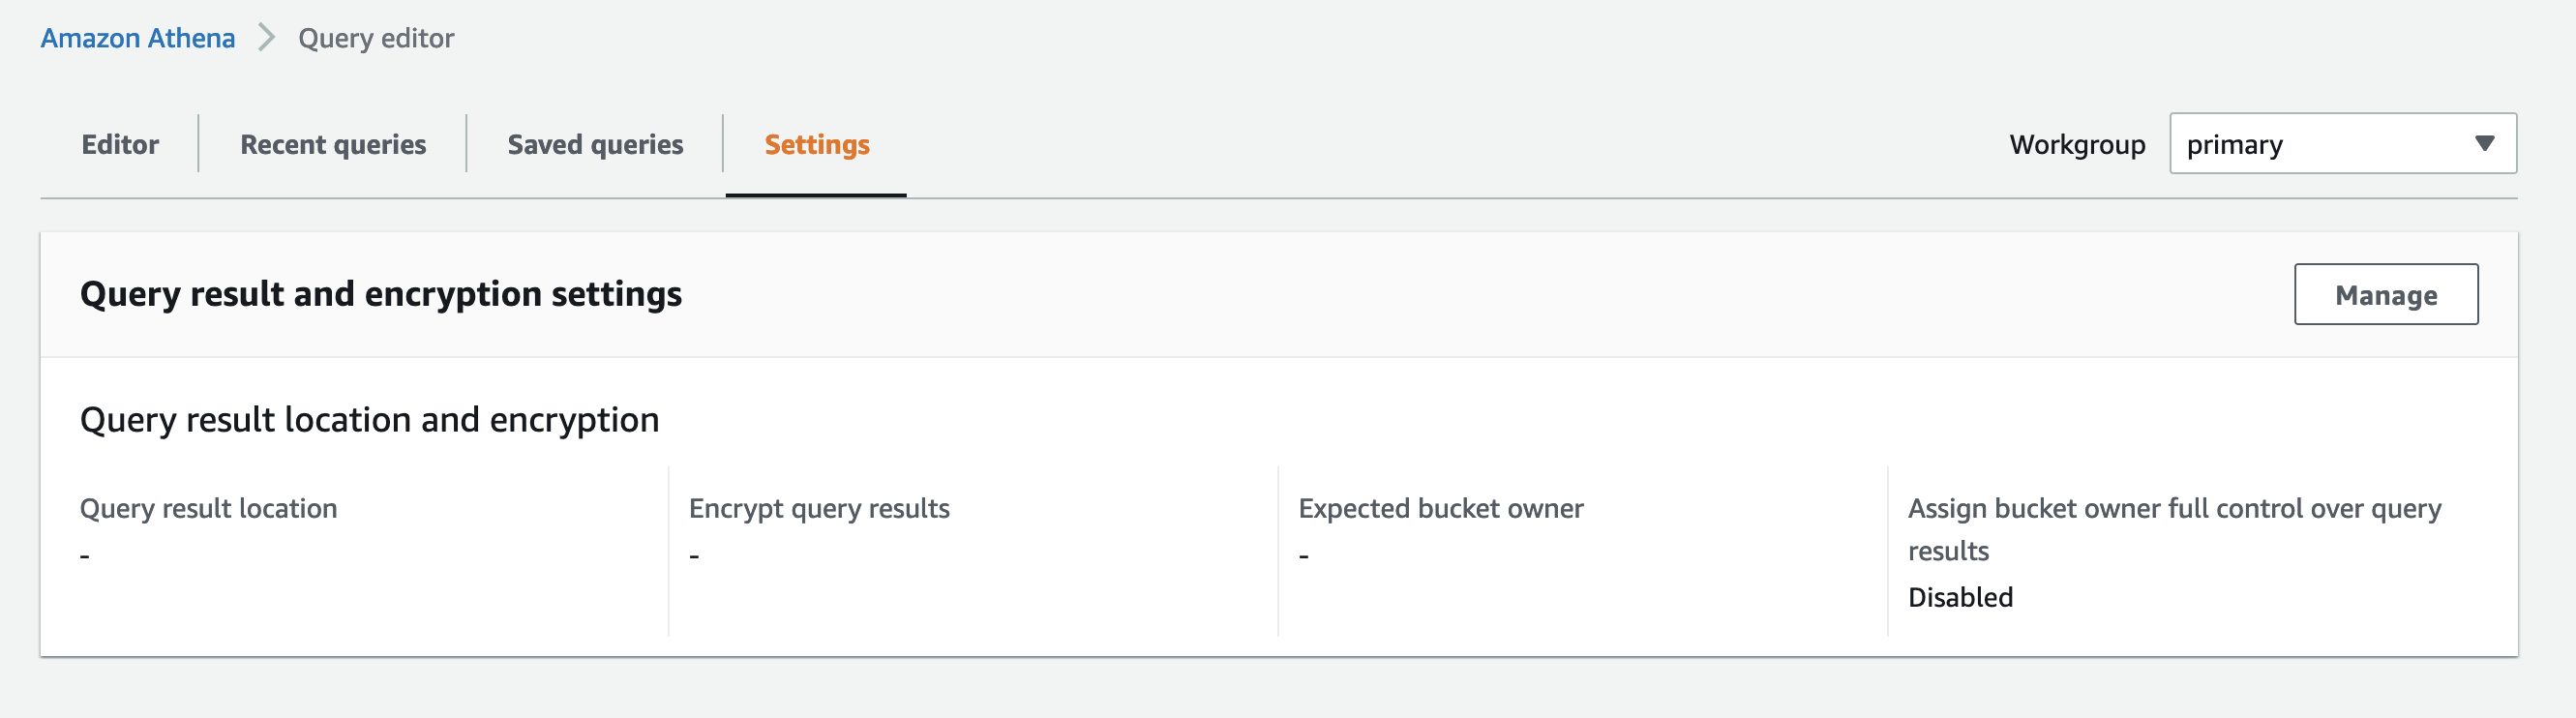 Amazon Athena > Query editor
Editor
Recent queries
Saved queries
Settings
Workgroup
primary
Query result and encryption settings
Manage
Query result location and encryption
Query result location
-
Encrypt query results
-
Expected bucket owner
-
Assign bucket owner full control over query
results
Disabled